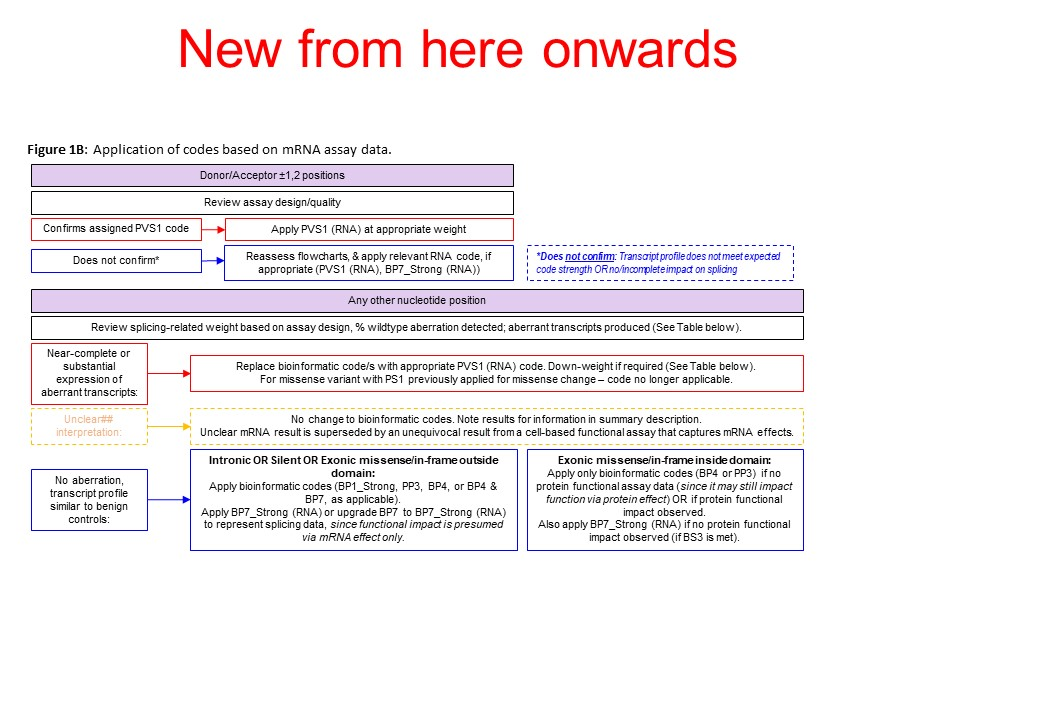 New from here onwards
Figure 1B: Application of codes based on mRNA assay data.
Donor/Acceptor ±1,2 positions
Review assay design/quality
Confirms assigned PVS1 code
Apply PVS1 (RNA) at appropriate weight
Does not confirm*
Reassess flowcharts, & apply relevant RNA code, if
appropriate (PVS1 (RNA), BP7_Strong (RNA))
*Does not confirm: Transcript profile does not meet expected
code strength OR no/incomplete impact on splicing
Any other nucleotide position
Review splicing-related weight based on assay design, % wildtype aberration detected; aberrant transcripts produced (See Table below).
Near-complete or
substantial
expression of
aberrant transcripts:
Replace bioinformatic code/s with appropriate PVS1 (RNA) code. Down-weight if required (See Table below).
For missense variant with PS1 previously applied for missense change – code no longer applicable.
Unclear##
interpretation:
No change to bioinformatic codes. Note results for information in summary description.
Unclear mRNA result is superseded by an unequivocal result from a cell-based functional assay that captures mRNA effects.
No aberration,
transcript profile
similar to benign
controls:
Intronic OR Silent OR Exonic missense/in-frame outside
domain:
Apply bioinformatic codes (BP1_Strong, PP3, BP4, or BP4 &
BP7, as applicable).
Apply BP7_Strong (RNA) or upgrade BP7 to BP7_Strong (RNA)
to represent splicing data, since functional impact is presumed
via mRNA effect only.
Exonic missense/in-frame inside domain:
Apply only bioinformatic codes (BP4 or PP3) if no
protein functional assay data (since it may still impact
function via protein effect) OR if protein functional
impact observed.
Also apply BP7_Strong (RNA) if no protein functional
impact observed (if BS3 is met).